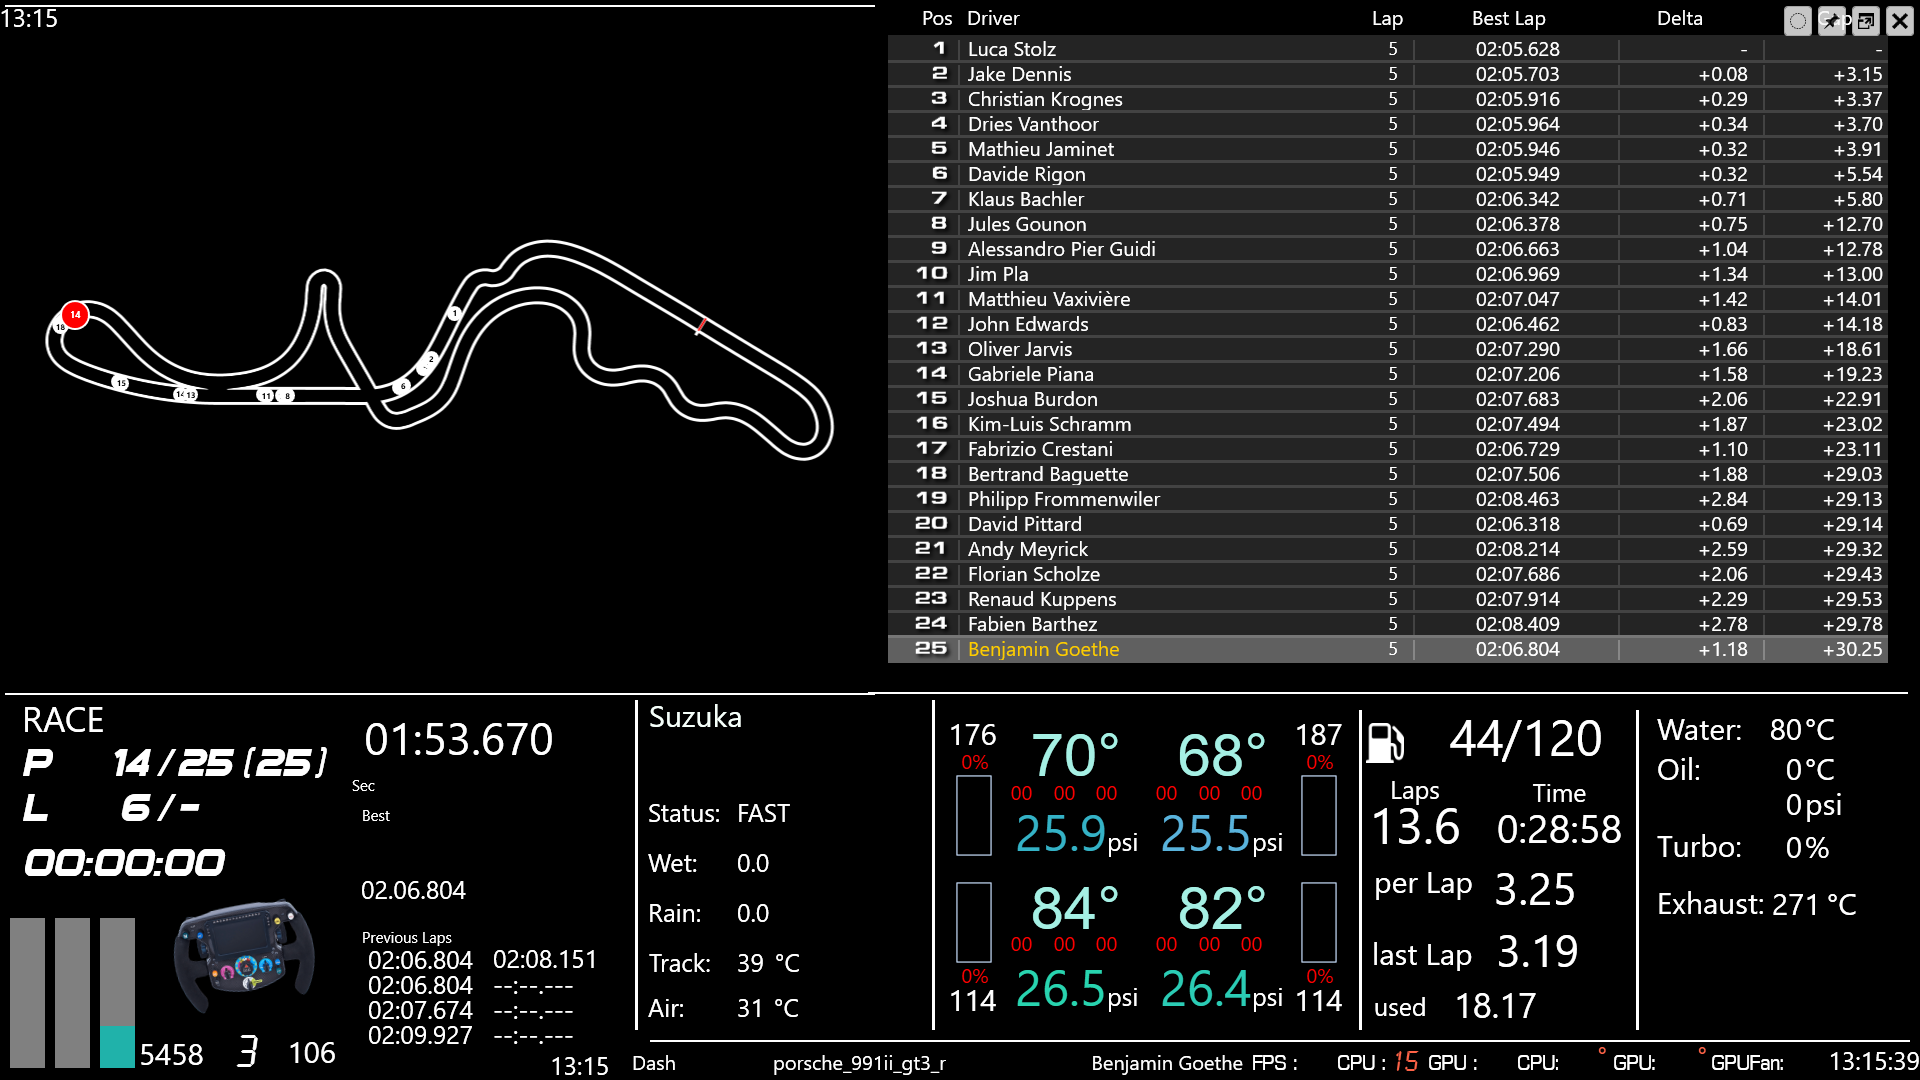 13:15
Pos Driver Lap Best Lap Delta
1 Luca Stolz 5 02:05.628 - -
2 Jake Dennis 5 02:05.703 +0.08 +3.15
3 Christian Krognes 5 02:05.916 +0.29 +3.37
4 Dries Vanthoor 5 02:05.964 +0.34 +3.70
5 Mathieu Jaminet 5 02:05.946 +0.32 +3.91
6 Davide Rigon 5 02:05.949 +0.32 +5.54
7 Klaus Bachler 5 02:06.342 +0.71 +5.80
8 Jules Gounon 5 02:06.378 +0.75 +12.70
9 Alessandro Pier Guidi 5 02:06.663 +1.04 +12.78
10 Jim Pla 5 02:06.969 +1.34 +13.00
11 Matthieu Vaxivière 5 02:07.047 +1.42 +14.01
12 John Edwards 5 02:06.462 +0.83 +14.18
13 Oliver Jarvis 5 02:07.290 +1.66 +18.61
14 Gabriele Piana 5 02:07.206 +1.58 +19.23
15 Joshua Burdon 5 02:07.683 +2.06 +22.91
16 Kim-Luis Schramm 5 02:07.494 +1.87 +23.02
17 Fabrizio Crestani 5 02:06.729 +1.10 +23.11
18 Bertrand Baguette 5 02:07.506 +1.88 +29.03
19 Philipp Frommenwiler 5 02:08.463 +2.84 +29.13
20 David Pittard 5 02:06.318 +0.69 +29.14
21 Andy Meyrick 5 02:08.214 +2.59 +29.32
22 Florian Scholze 5 02:07.686 +2.06 +29.43
23 Renaud Kuppens 5 02:07.914 +2.29 +29.53
24 Fabien Barthez 5 02:08.409 +2.78 +29.78
25 Benjamin Goethe 5 02:06.804 +1.18 +30.25
14
18
15
14 13
11 8
6
2
1
RACE
P 14/25 (25)
L 6/-
00:00:00
5458 3 106
01:53.670
Sec
Best
02.06.804
Previous Laps
02:06.804 02:08.151
02:06.804 --:--.---
02:07.674 --:--.---
02:09.927 --:--.---
13:15
Suzuka
Status: FAST
Wet: 0.0
Rain: 0.0
Track: 39 °C
Air: 31 °C
176 70° 68° 187
0% 0%
00 00 00 00 00 00
25.9psi 25.5psi
84° 82°
00 00 00 00 00 00
0% 26.5psi 26.4psi 0%
114 114
44/120
Laps Time
13.6 0:28:58
per Lap 3.25
last Lap 3.19
used 18.17
Water: 80°C
Oil: 0°C
0psi
Turbo: 0%
Exhaust: 271 °C
Dash porsche_991ii_gt3_r Benjamin Goethe FPS : CPU : 15 GPU : CPU: ° GPU: ° GPUFan: 13:15:39